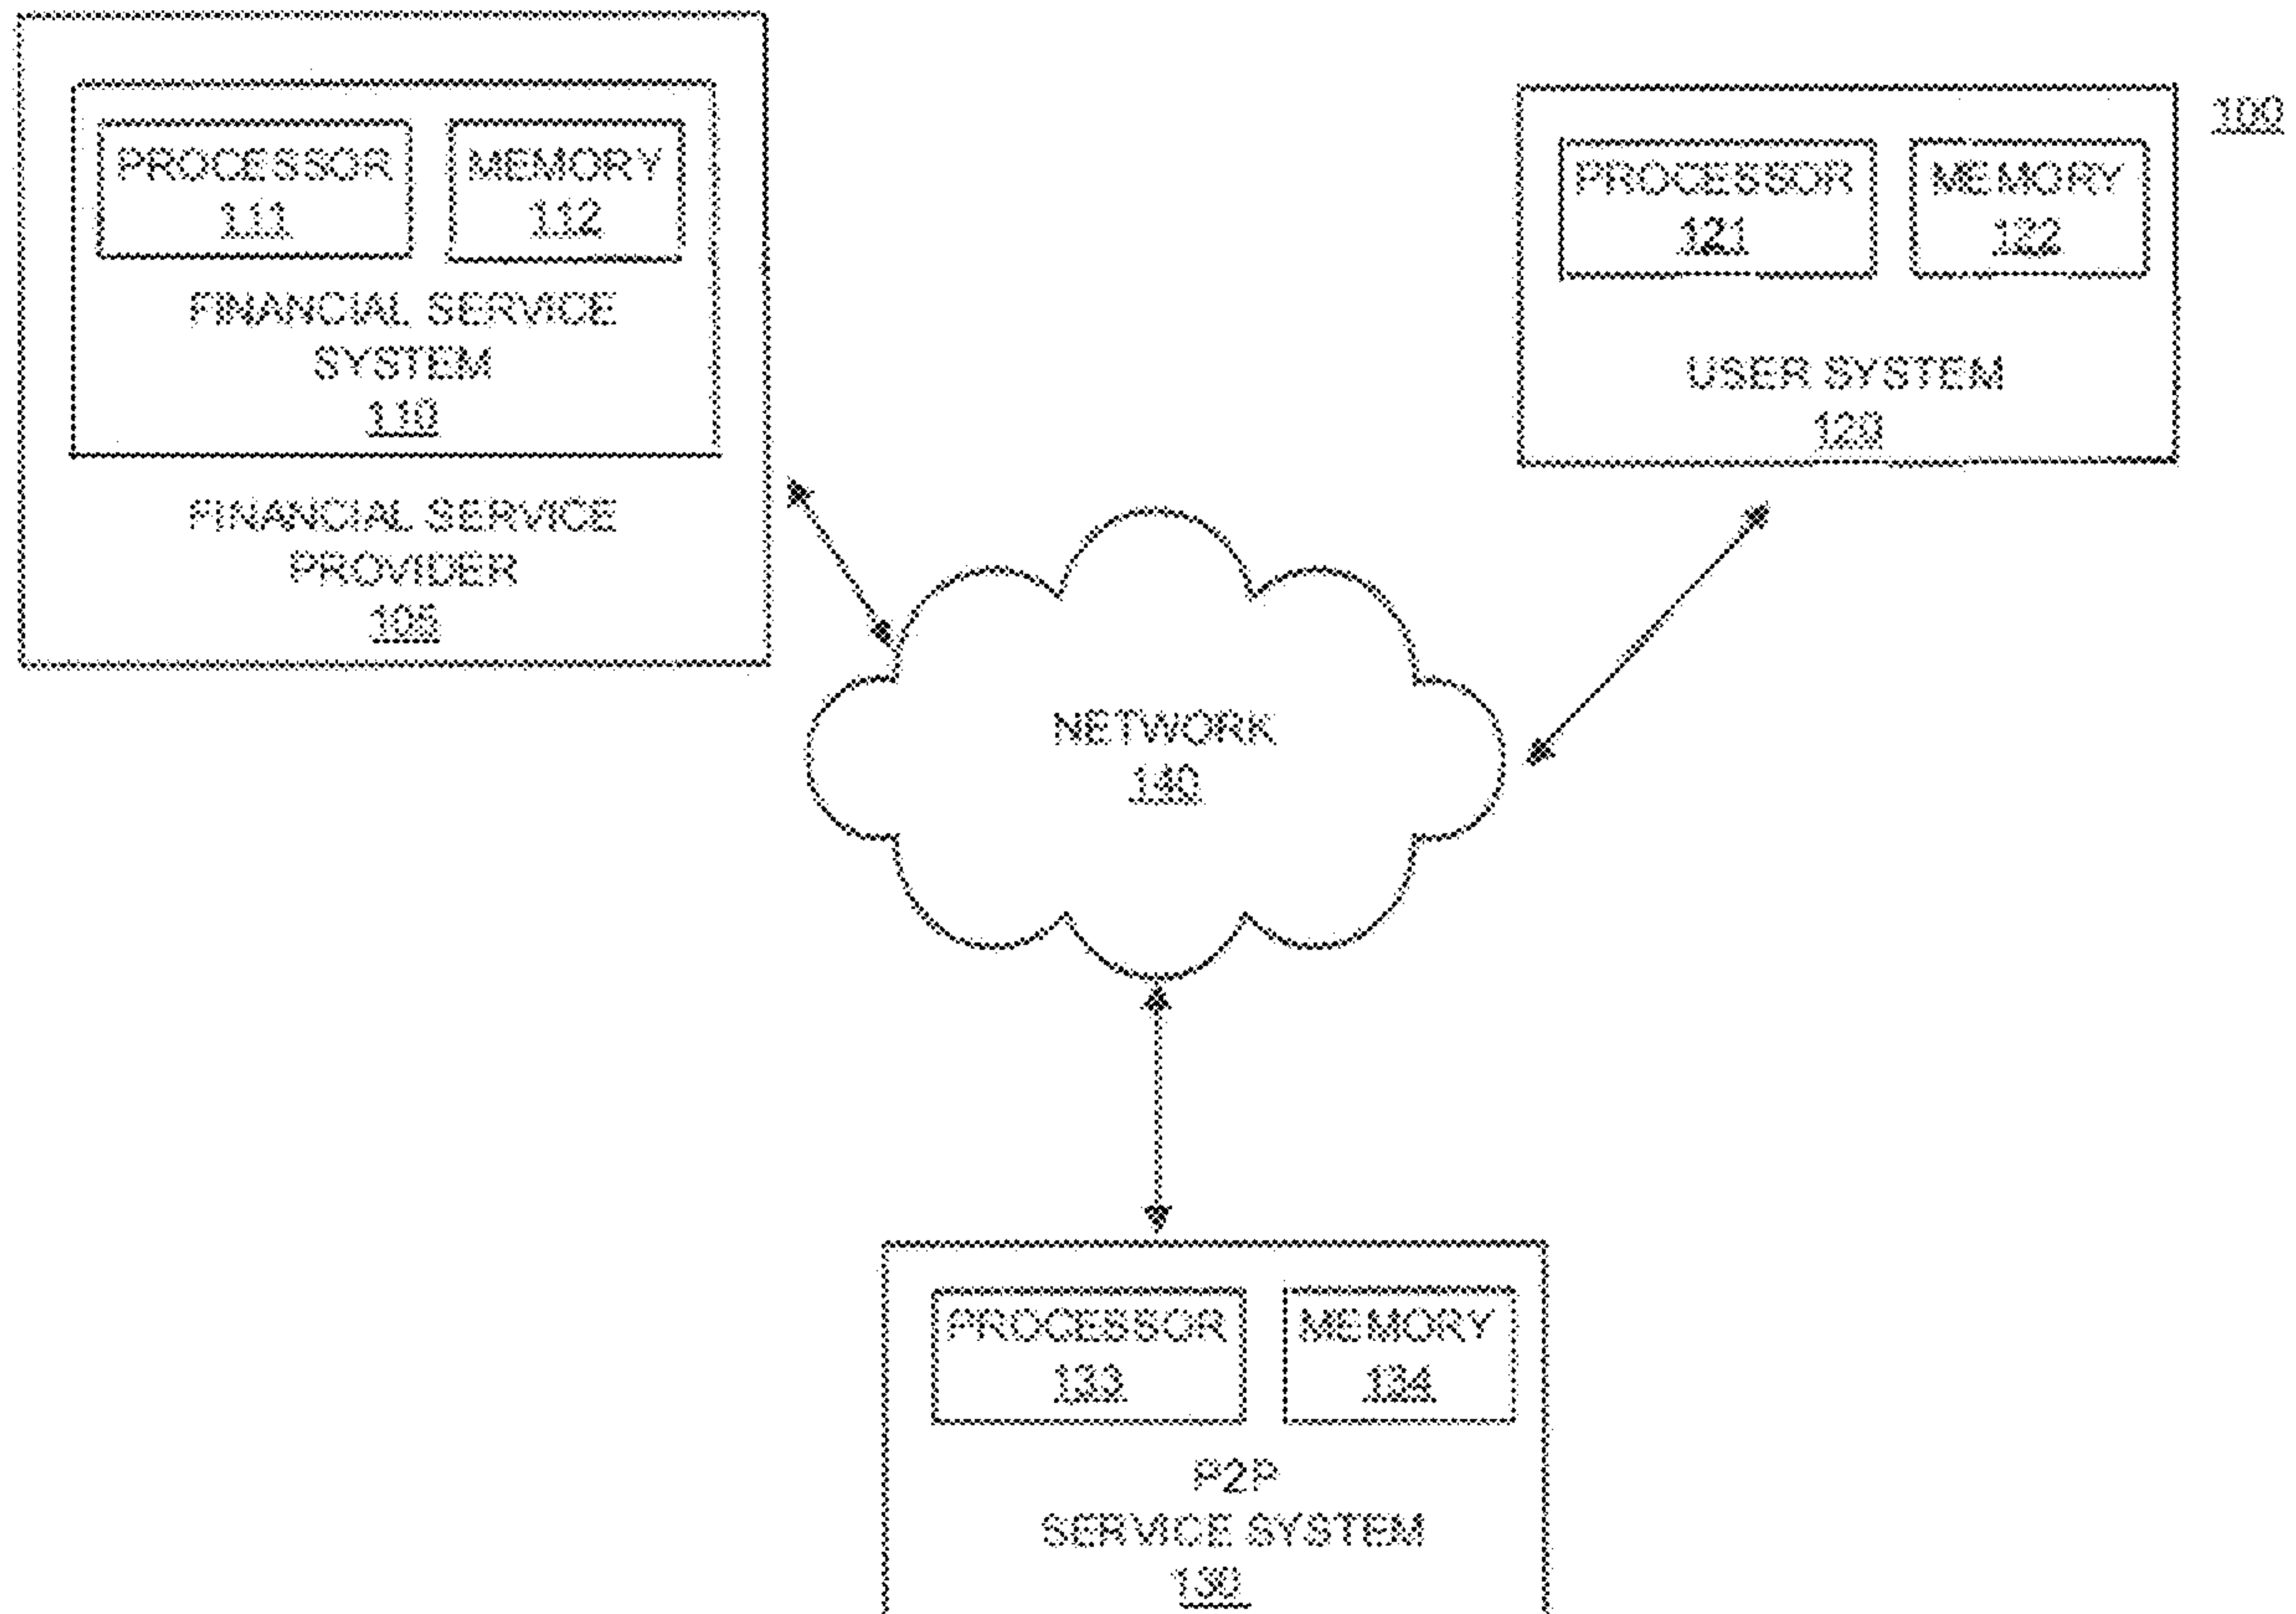 PROCESSOR
111
MEMORY
112
FINANCIAL SERVICE
SYSTEM
110
FINANCIAL SERVICE
PROVIDER
105
PROCESSOR
121
MEMORY
122
USER SYSTEM
120
100
NETWORK
140
PROCESSOR
133
MEMORY
134
P2P
SERVICE SYSTEM
130